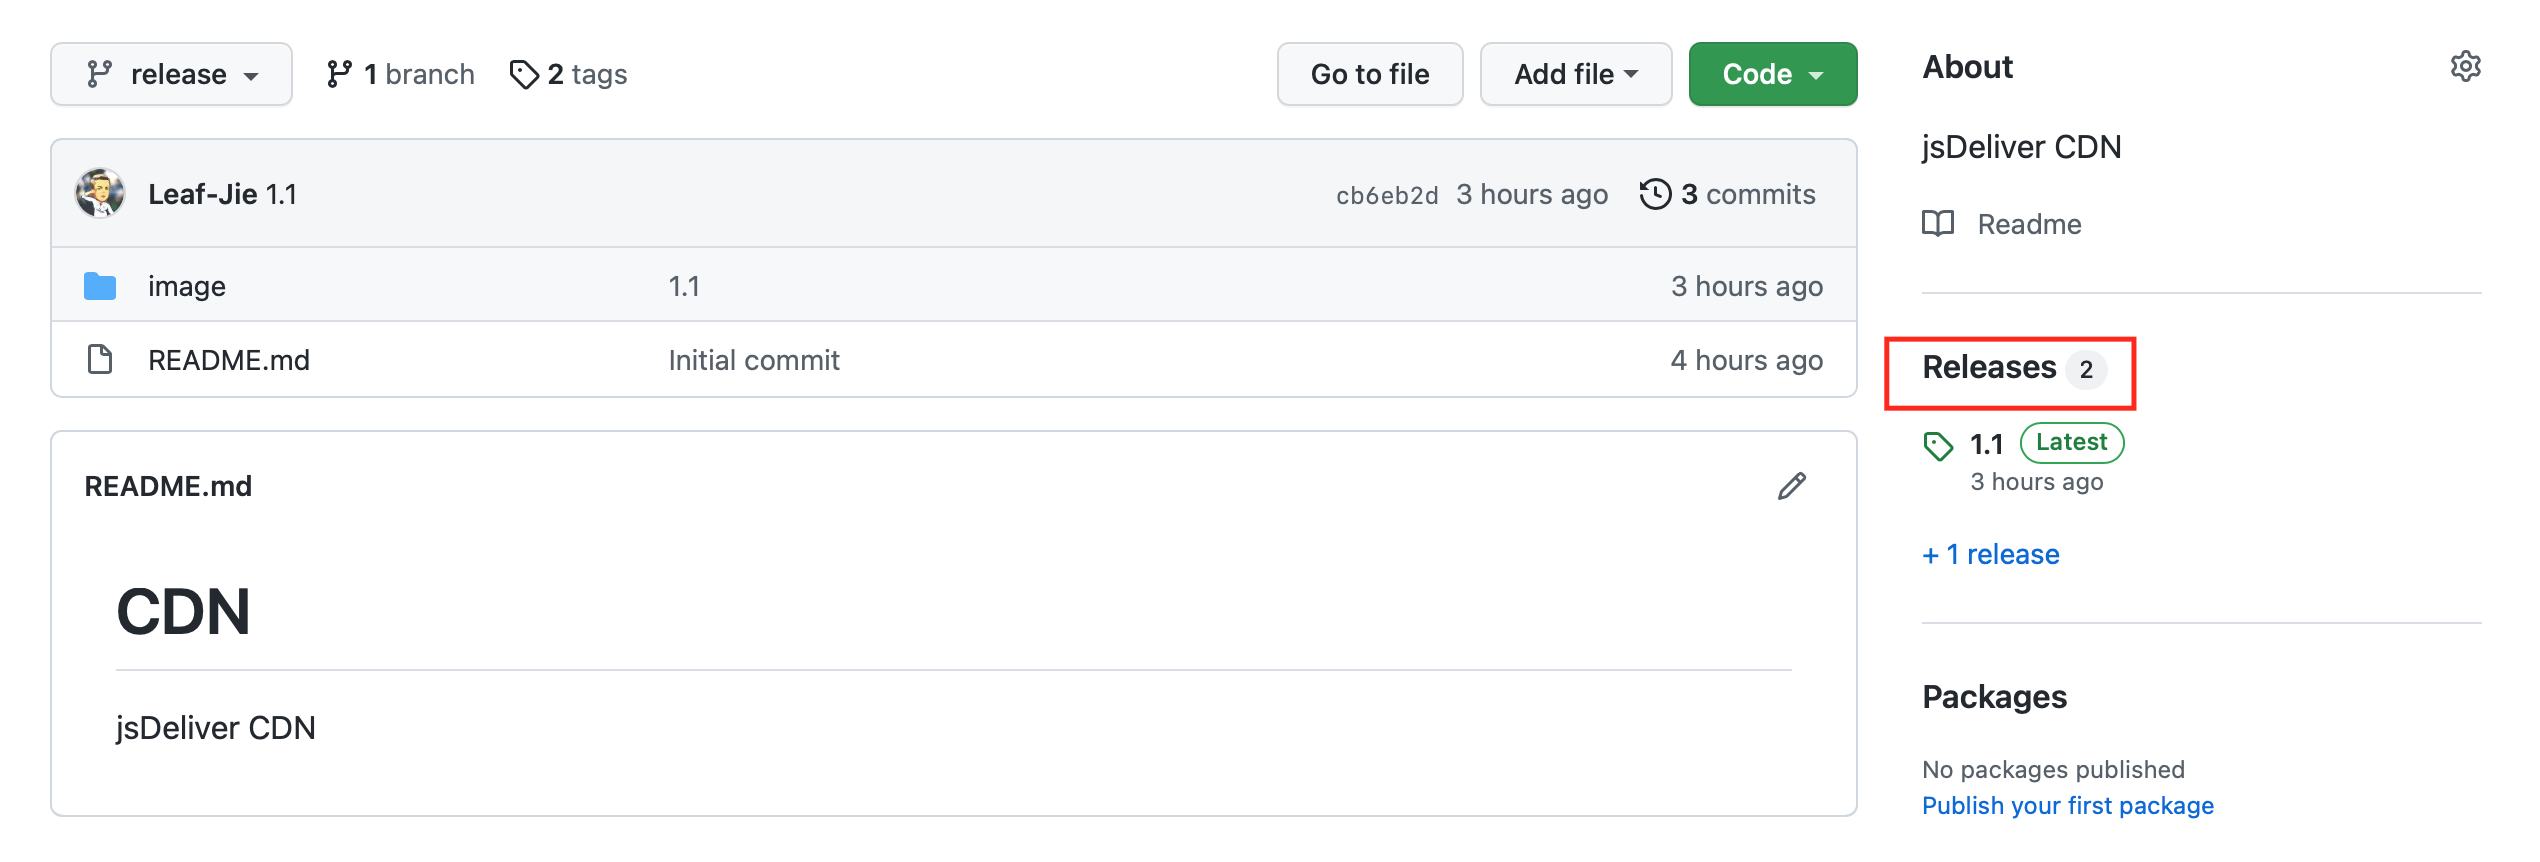 release 1 branch 2 tags Go to file Add file Code
Leaf-Jie 1.1 cb6eb2d 3 hours ago 3 commits
image 1.1 3 hours ago
README.md Initial commit 4 hours ago
README.md
CDN
jsDeliver CDN
About
jsDeliver CDN
Readme
Releases 2
1.1 Latest
3 hours ago
+ 1 release
Packages
No packages published
Publish your first package